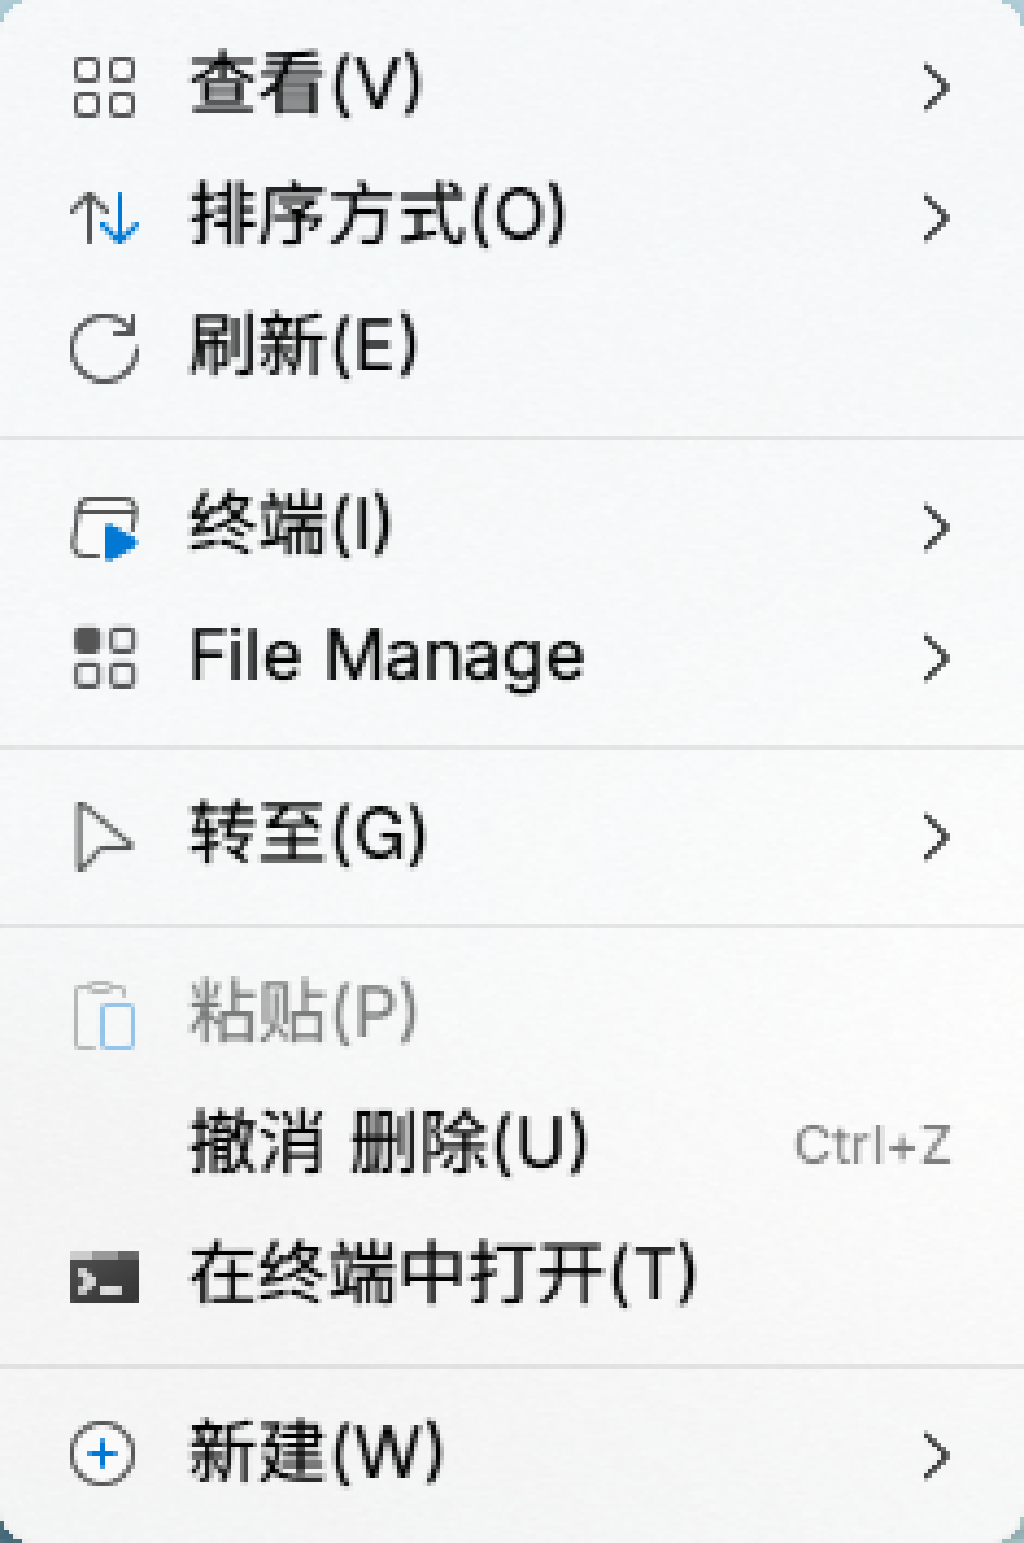 查看(V)
排序方式(O)
刷新(E)
终端(I)
File Manage
转至(G)
粘贴(P)
撤消 删除(U) Ctrl+Z
在终端中打开(T)
新建(W)